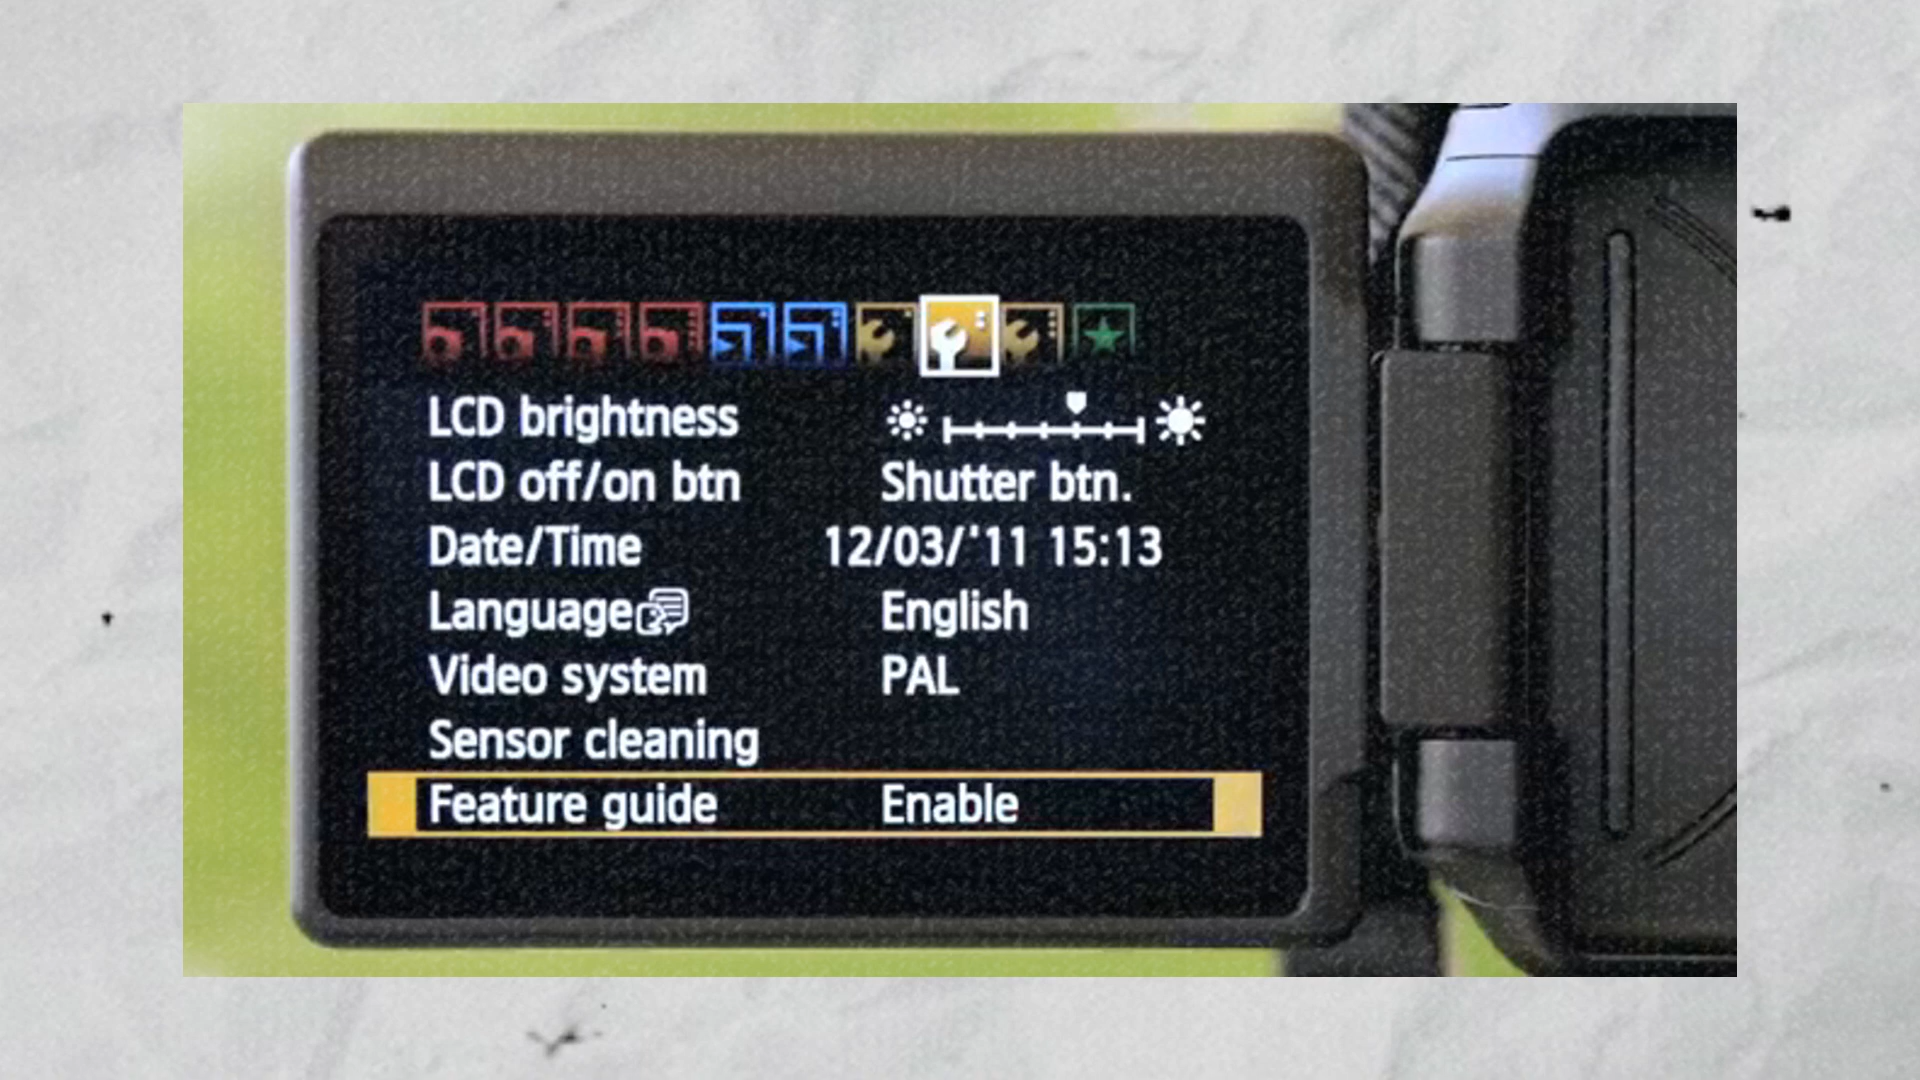 LCD brightness
LCD off/on btn Shutter btn.
Date/Time 12/03/'11 15:13
Language English
Video system PAL
Sensor cleaning
Feature guide Enable